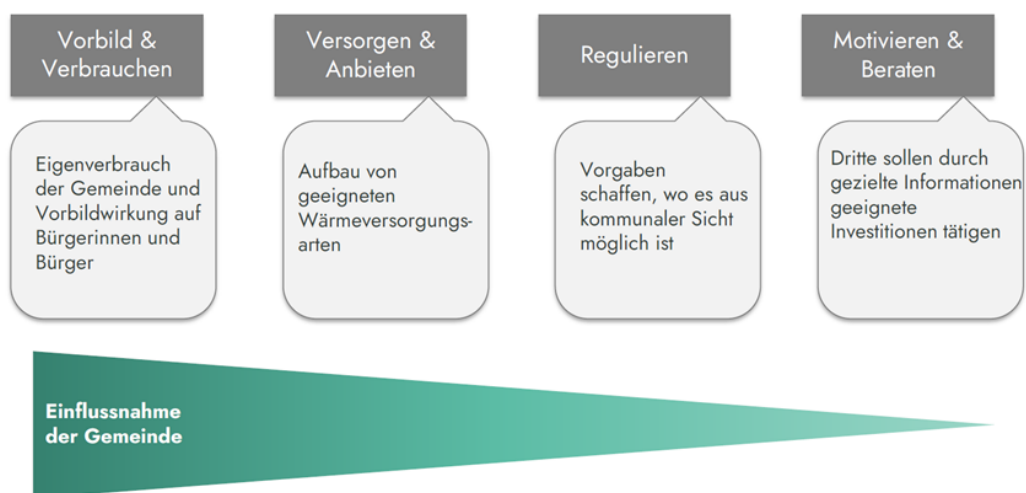 Vorbild &
Verbrauchen
Eigenverbrauch
der Gemeinde und
Vorbildwirkung auf
Bürgerinnen und
Bürger
Versorgen &
Anbieten
Aufbau von
geeigneten
Wärmeversorgungs-
arten
Regulieren
Vorgaben
schaffen, wo es aus
kommunaler Sicht
möglich ist
Motivieren &
Beraten
Dritte sollen durch
gezielte Informationen
geeignete
Investitionen tätigen
Einflussnahme
der Gemeinde